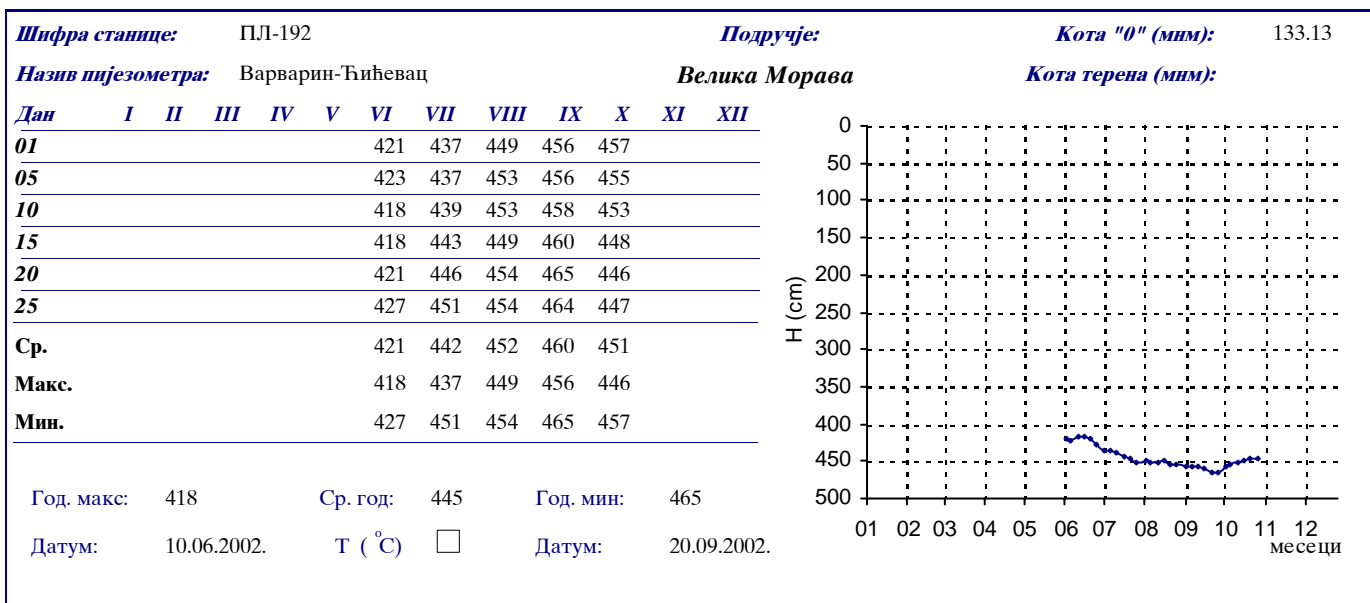 Шифра станице: ПЛ-192 Подручје: Кота "0" (мнм): 133.13
Назив пијезометра: Варварин-Ћићевац Велика Морава Кота терена (мнм):
Дан I II III IV V VI VII VIII IX X XI XII
01 421 437 449 456 457
05 423 437 453 456 455
10 418 439 453 458 453
15 418 443 449 460 448
20 421 446 454 465 446
25 427 451 454 464 447
Ср. 421 442 452 460 451
Макс. 418 437 449 456 446
Мин. 427 451 454 465 457
Год. макс: 418 Ср. год: 445 Год. мин: 465
Датум: 10.06.2002. Т ( °C) Датум: 20.09.2002.
H (cm)
0
50
100
150
200
250
300
350
400
450
500
01 02 03 04 05 06 07 08 09 10 11 12
месеци